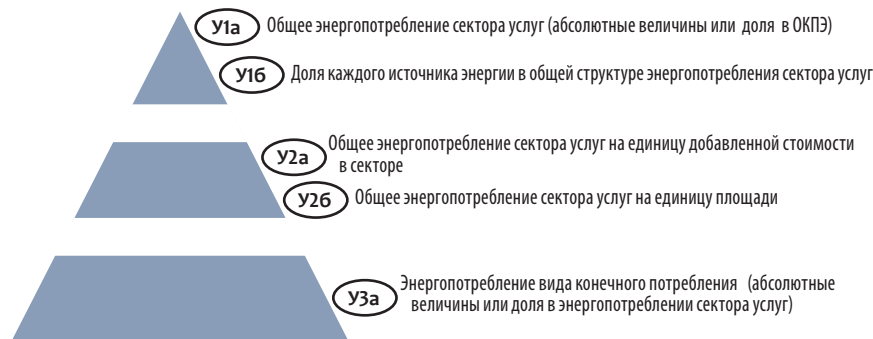 У1а Общее энергопотребление сектора услуг (абсолютные величины или доля в ОКПЭ)
У1б Доля каждого источника энергии в общей структуре энергопотребления сектора услуг
У2а Общее энергопотребление сектора услуг на единицу добавленной стоимости
в секторе
У2б Общее энергопотребление сектора услуг на единицу площади
У3а Энергопотребление вида конечного потребления (абсолютные
величины или доля в энергопотреблении сектора услуг)